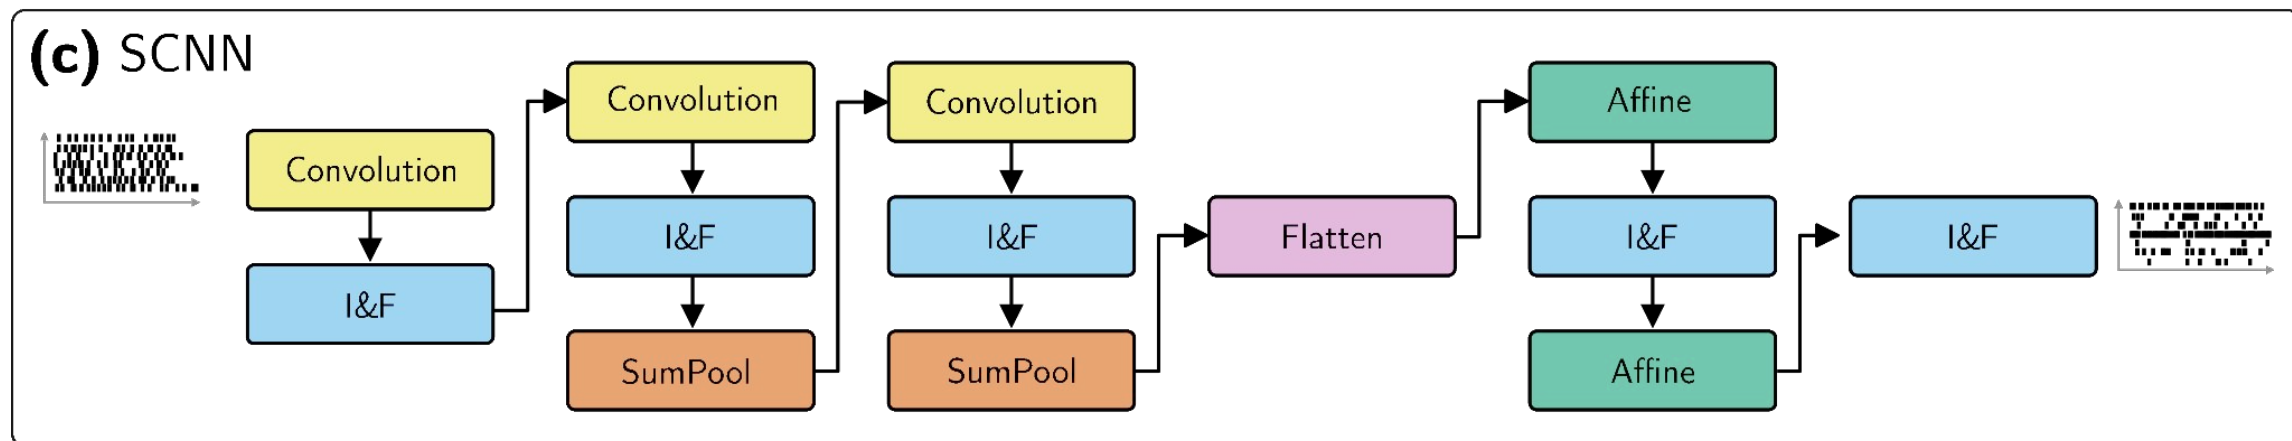 (c) SCNN
Convolution
I&F
Convolution
I&F
SumPool
Convolution
I&F
SumPool
Flatten
Affine
I&F
Affine
I&F